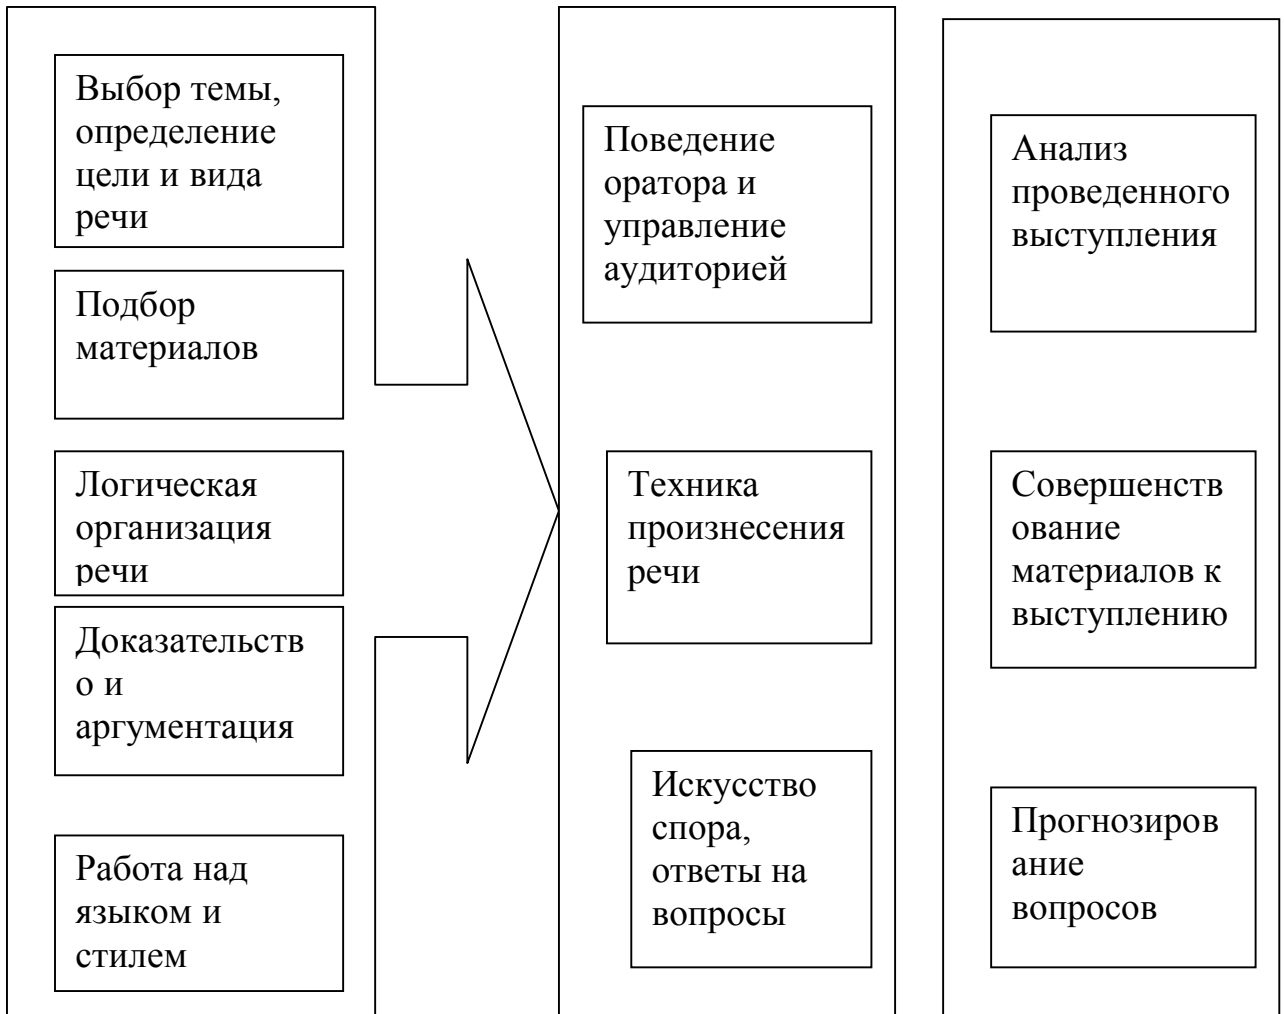 Выбор темы,
определение
цели и вида
речи
Подбор
материалов
Логическая
организация
речи
Доказательств
о и
аргументация
Работа над
языком и
стилем
Поведение
оратора и
управление
аудиторией
Техника
произнесения
речи
Искусство
спора,
ответы на
вопросы
Анализ
проведенного
выступления
Совершенств
ование
материалов к
выступлению
Прогнозиров
ание
вопросов